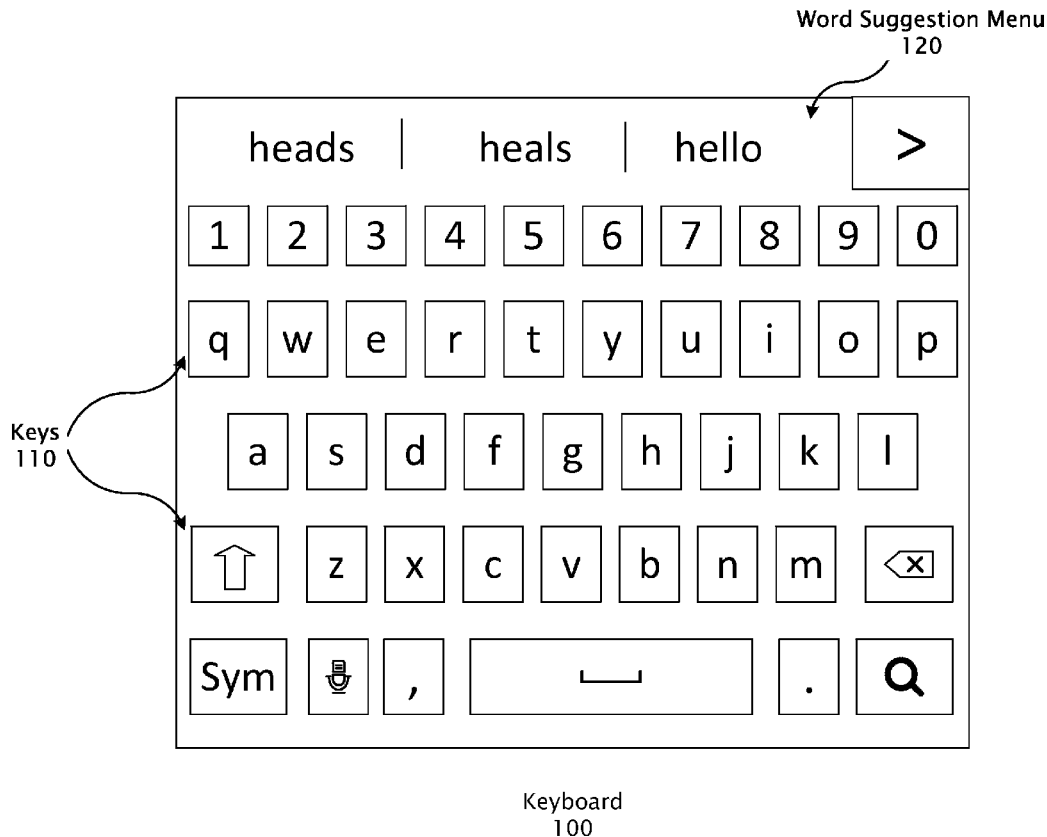 Word Suggestion Menu
120
heads | heals | hello >
1 2 3 4 5 6 7 8 9 0
q w e r t y u i o p
Keys
110
a s d f g h j k l
z x c v b n m
Sym , .
Keyboard
100